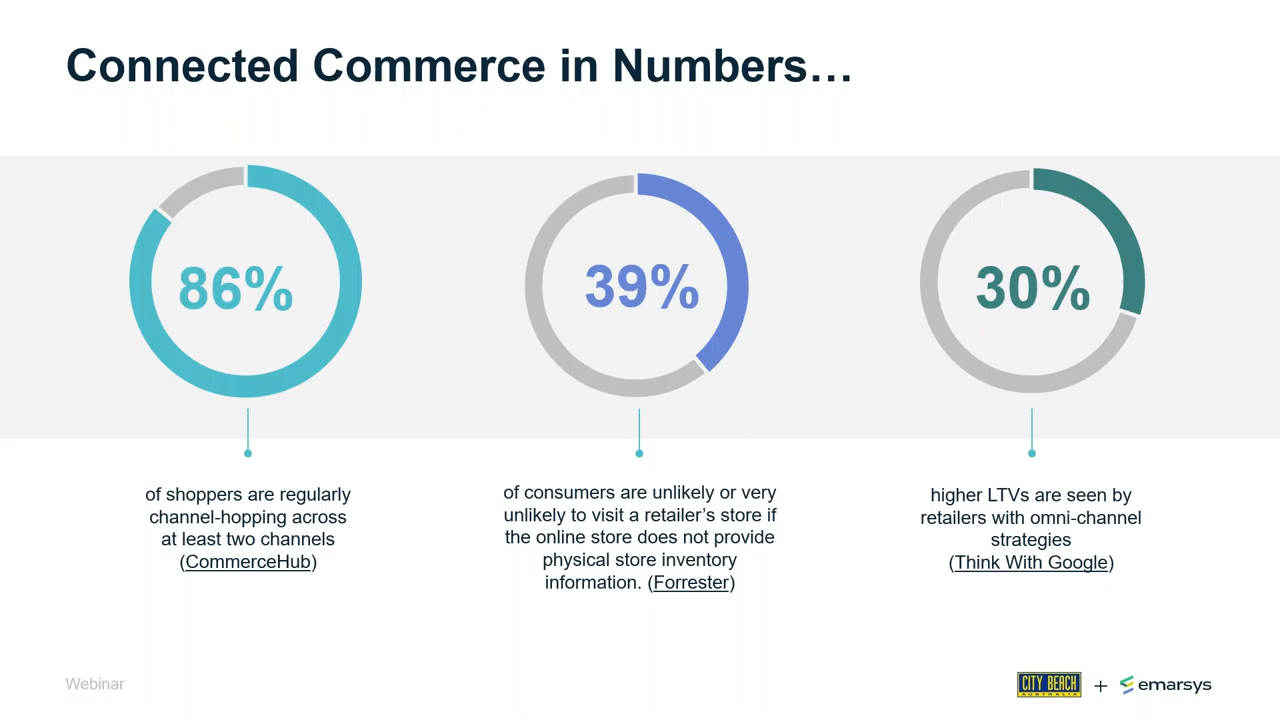 Connected Commerce in Numbers…
86%
39%
30%
of shoppers are regularly
channel-hopping across
at least two channels
(CommerceHub)
of consumers are unlikely or very
unlikely to visit a retailer’s store if
the online store does not provide
physical store inventory
information. (Forrester)
higher LTVs are seen by
retailers with omni-channel
strategies
(Think With Google)
Webinar
CITY BEACH
AUSTRALIA
+
emarsys